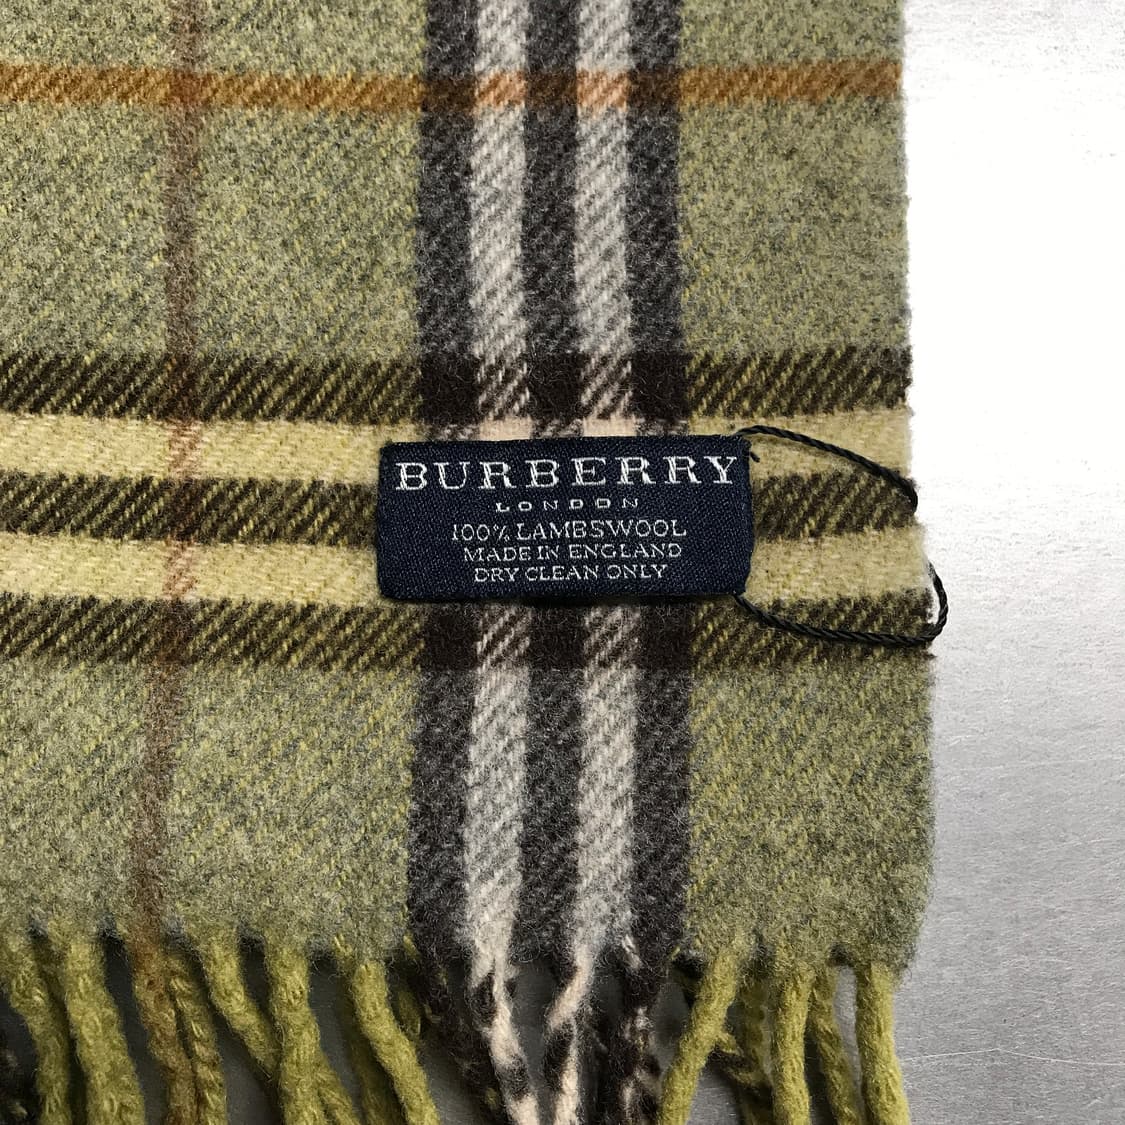 BURBERRY
LONDON
100% LAMBSWOOL
MADE IN ENGLAND
DRY CLEAN ONLY